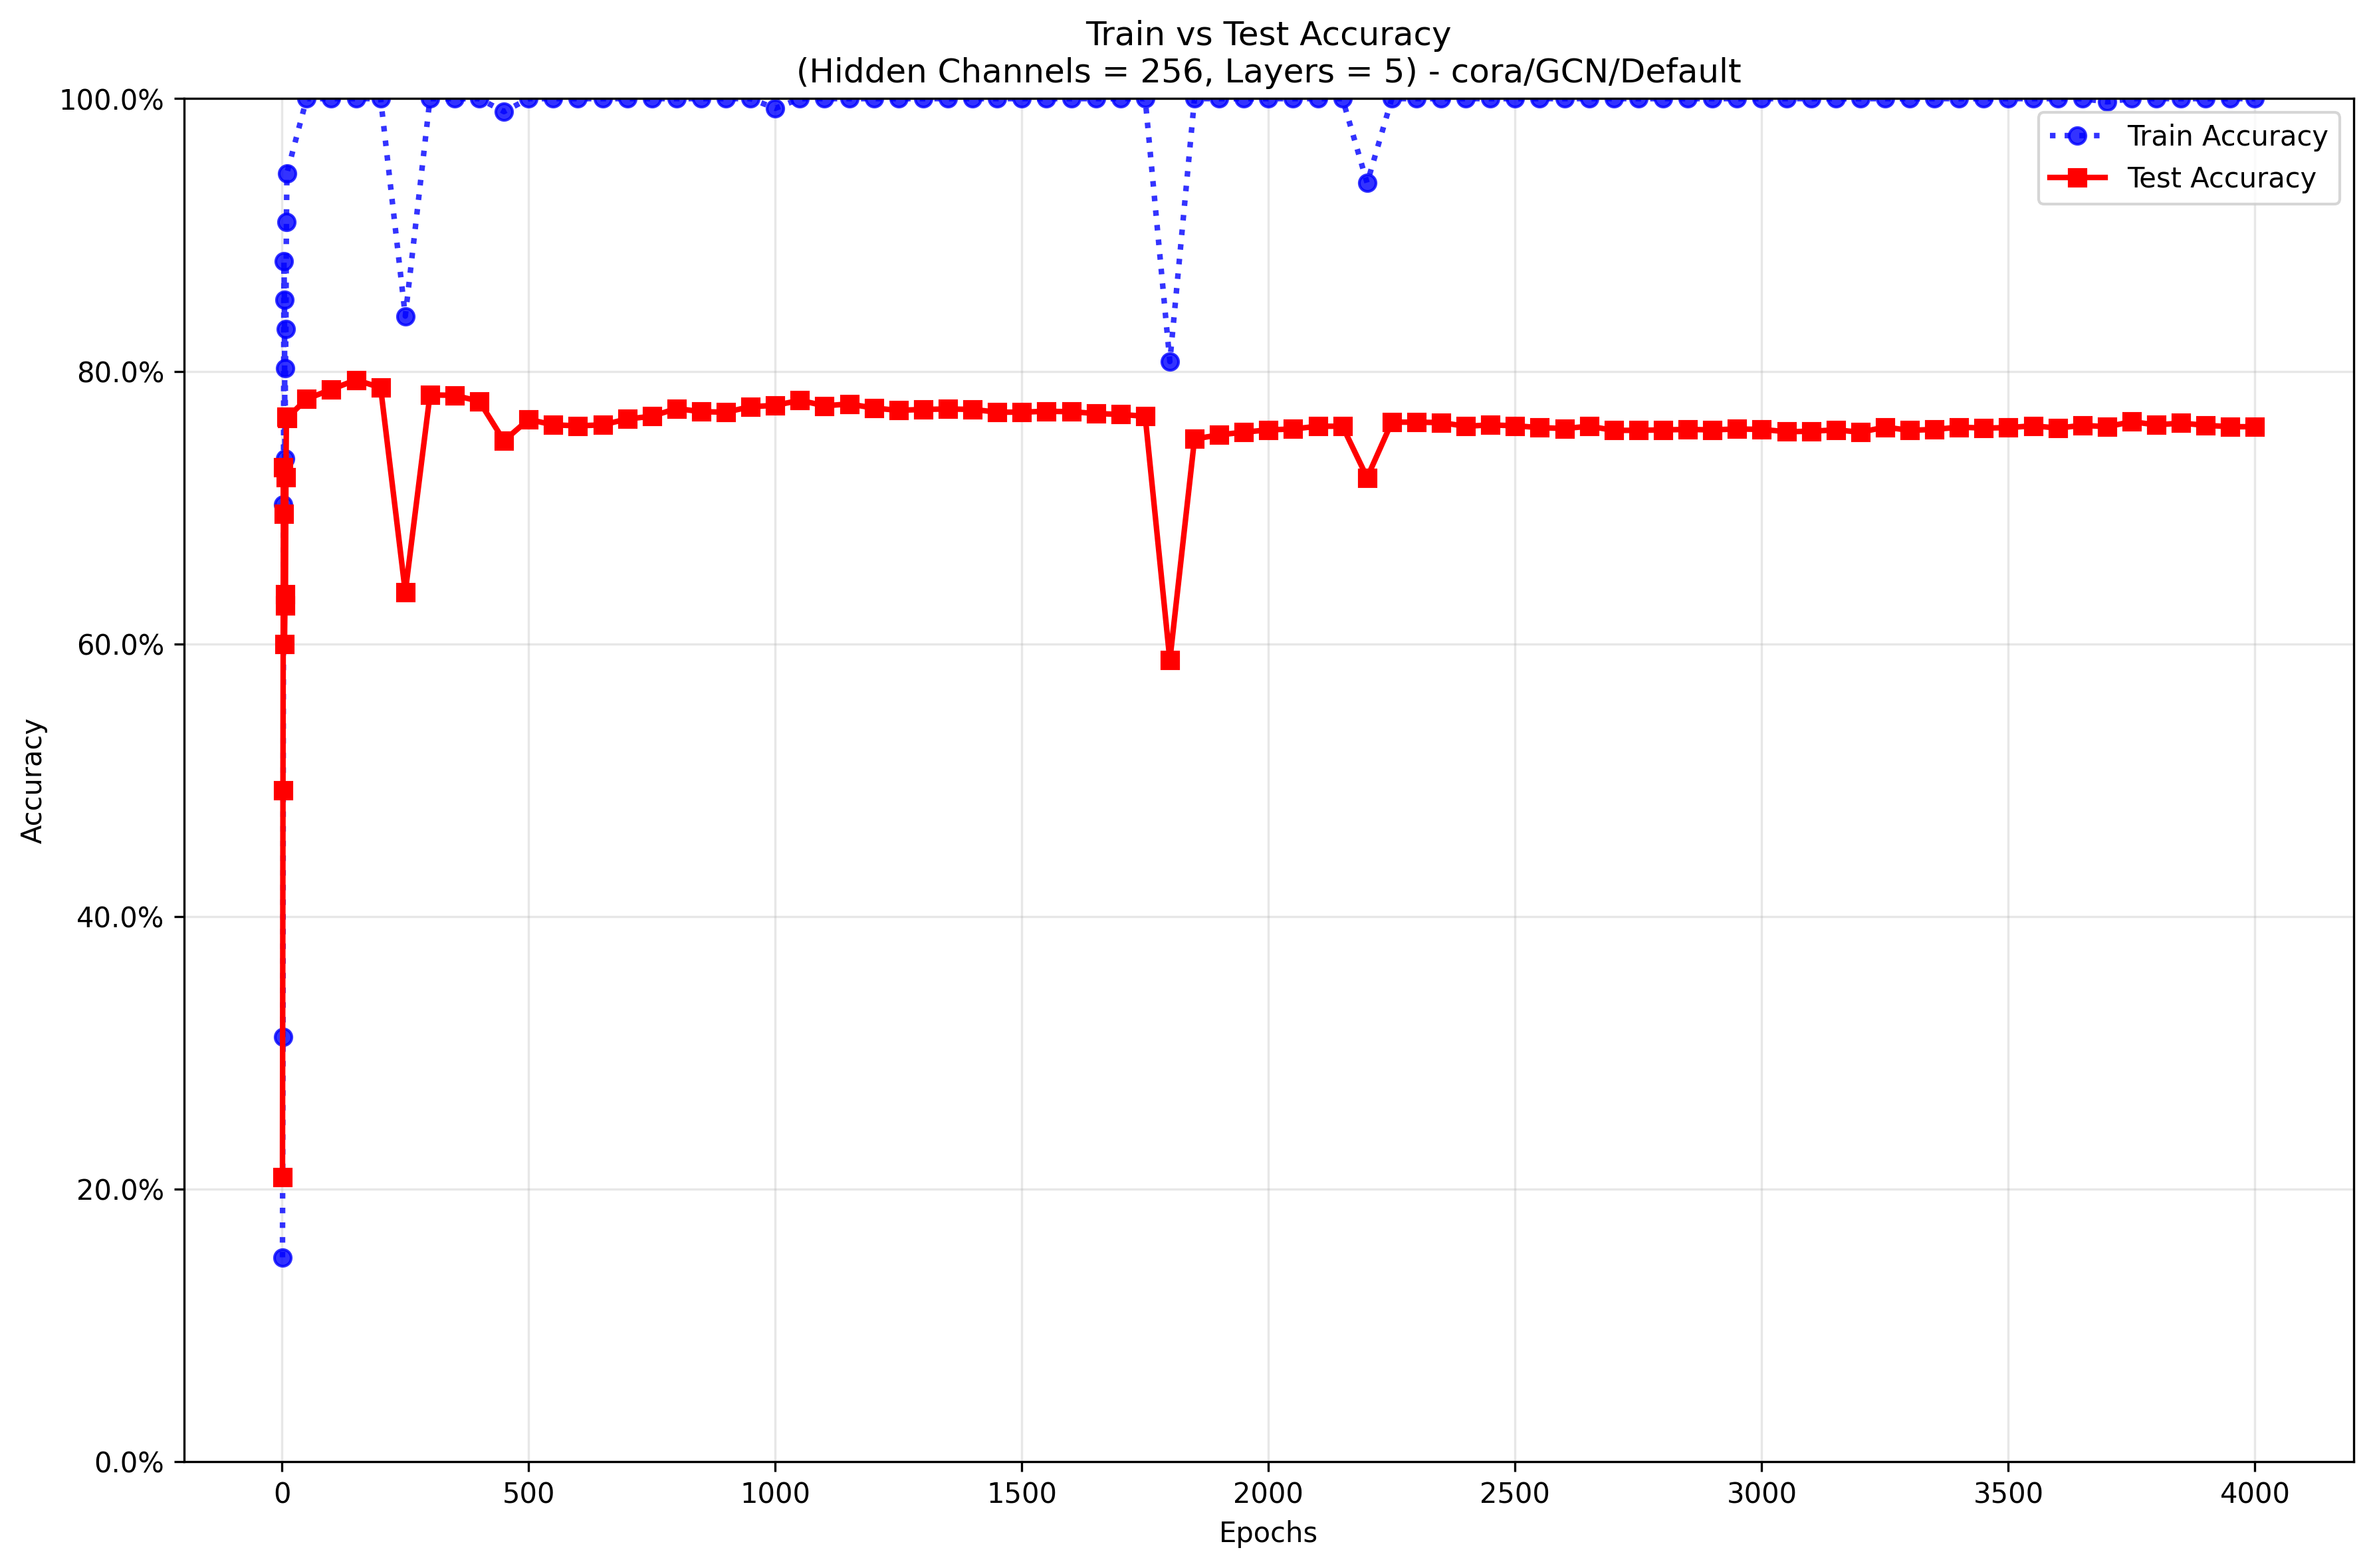 Train vs Test Accuracy
(Hidden Channels = 256, Layers = 5) - cora/GCN/Default
100.0%
80.0%
60.0%
40.0%
20.0%
0.0%
Accuracy
Train Accuracy
Test Accuracy
0 500 1000 1500 2000 2500 3000 3500 4000
Epochs